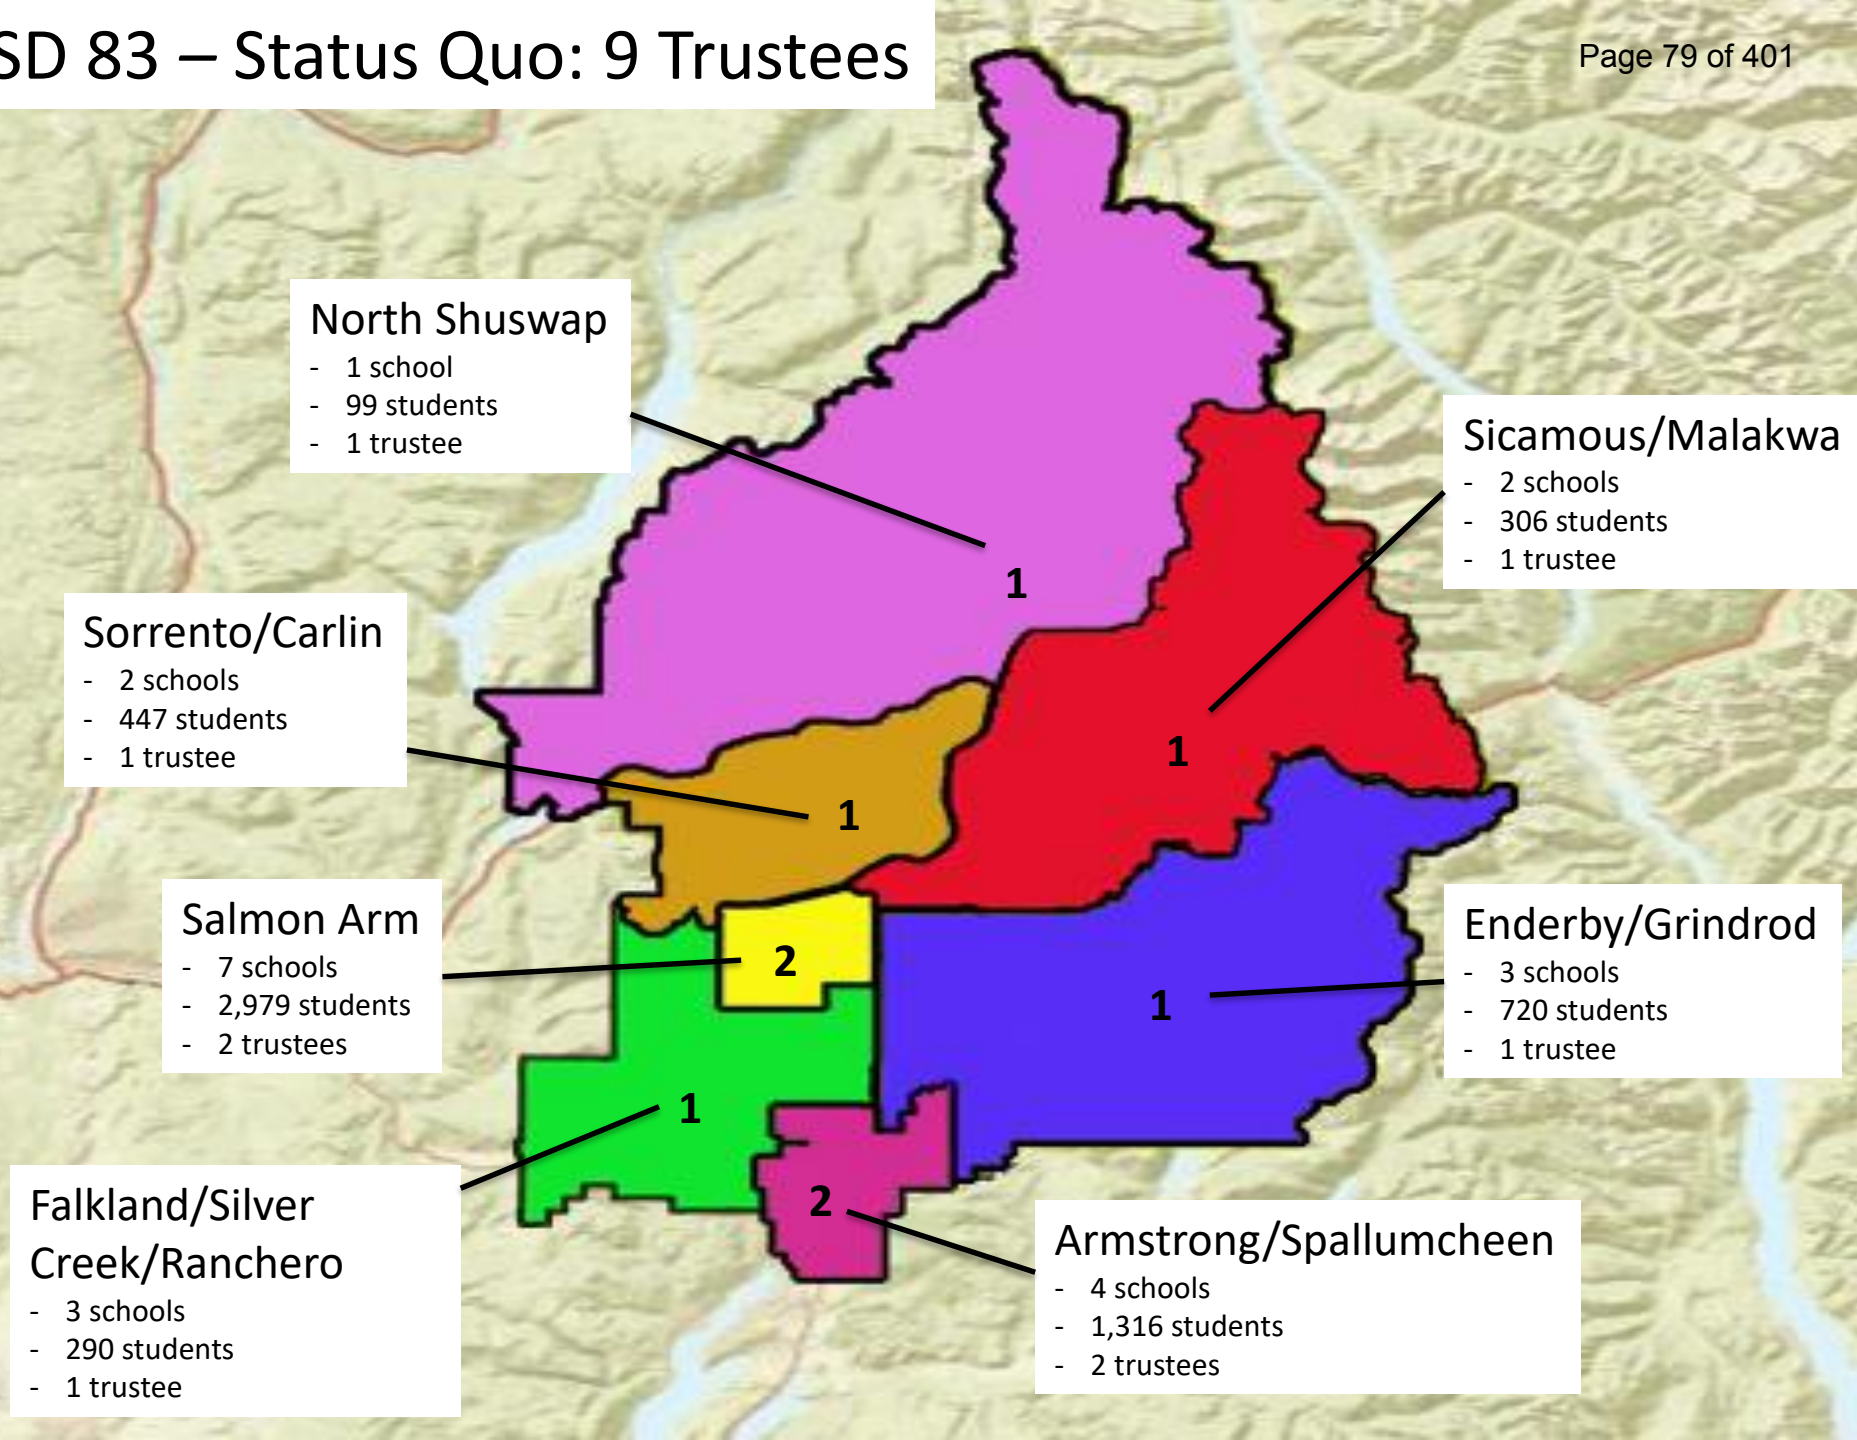 SD 83 – Status Quo: 9 Trustees
Page 79 of 401
North Shuswap
- 1 school
- 99 students
- 1 trustee
Sicamous/Malakwa
- 2 schools
- 306 students
- 1 trustee
1
Sorrento/Carlin
- 2 schools
- 447 students
- 1 trustee
1
1
Salmon Arm
- 7 schools
- 2,979 students
- 2 trustees
2
Enderby/Grindrod
- 3 schools
- 720 students
- 1 trustee
1
1
Falkland/Silver
Creek/Ranchero
- 3 schools
- 290 students
- 1 trustee
2
Armstrong/Spallumcheen
- 4 schools
- 1,316 students
- 2 trustees